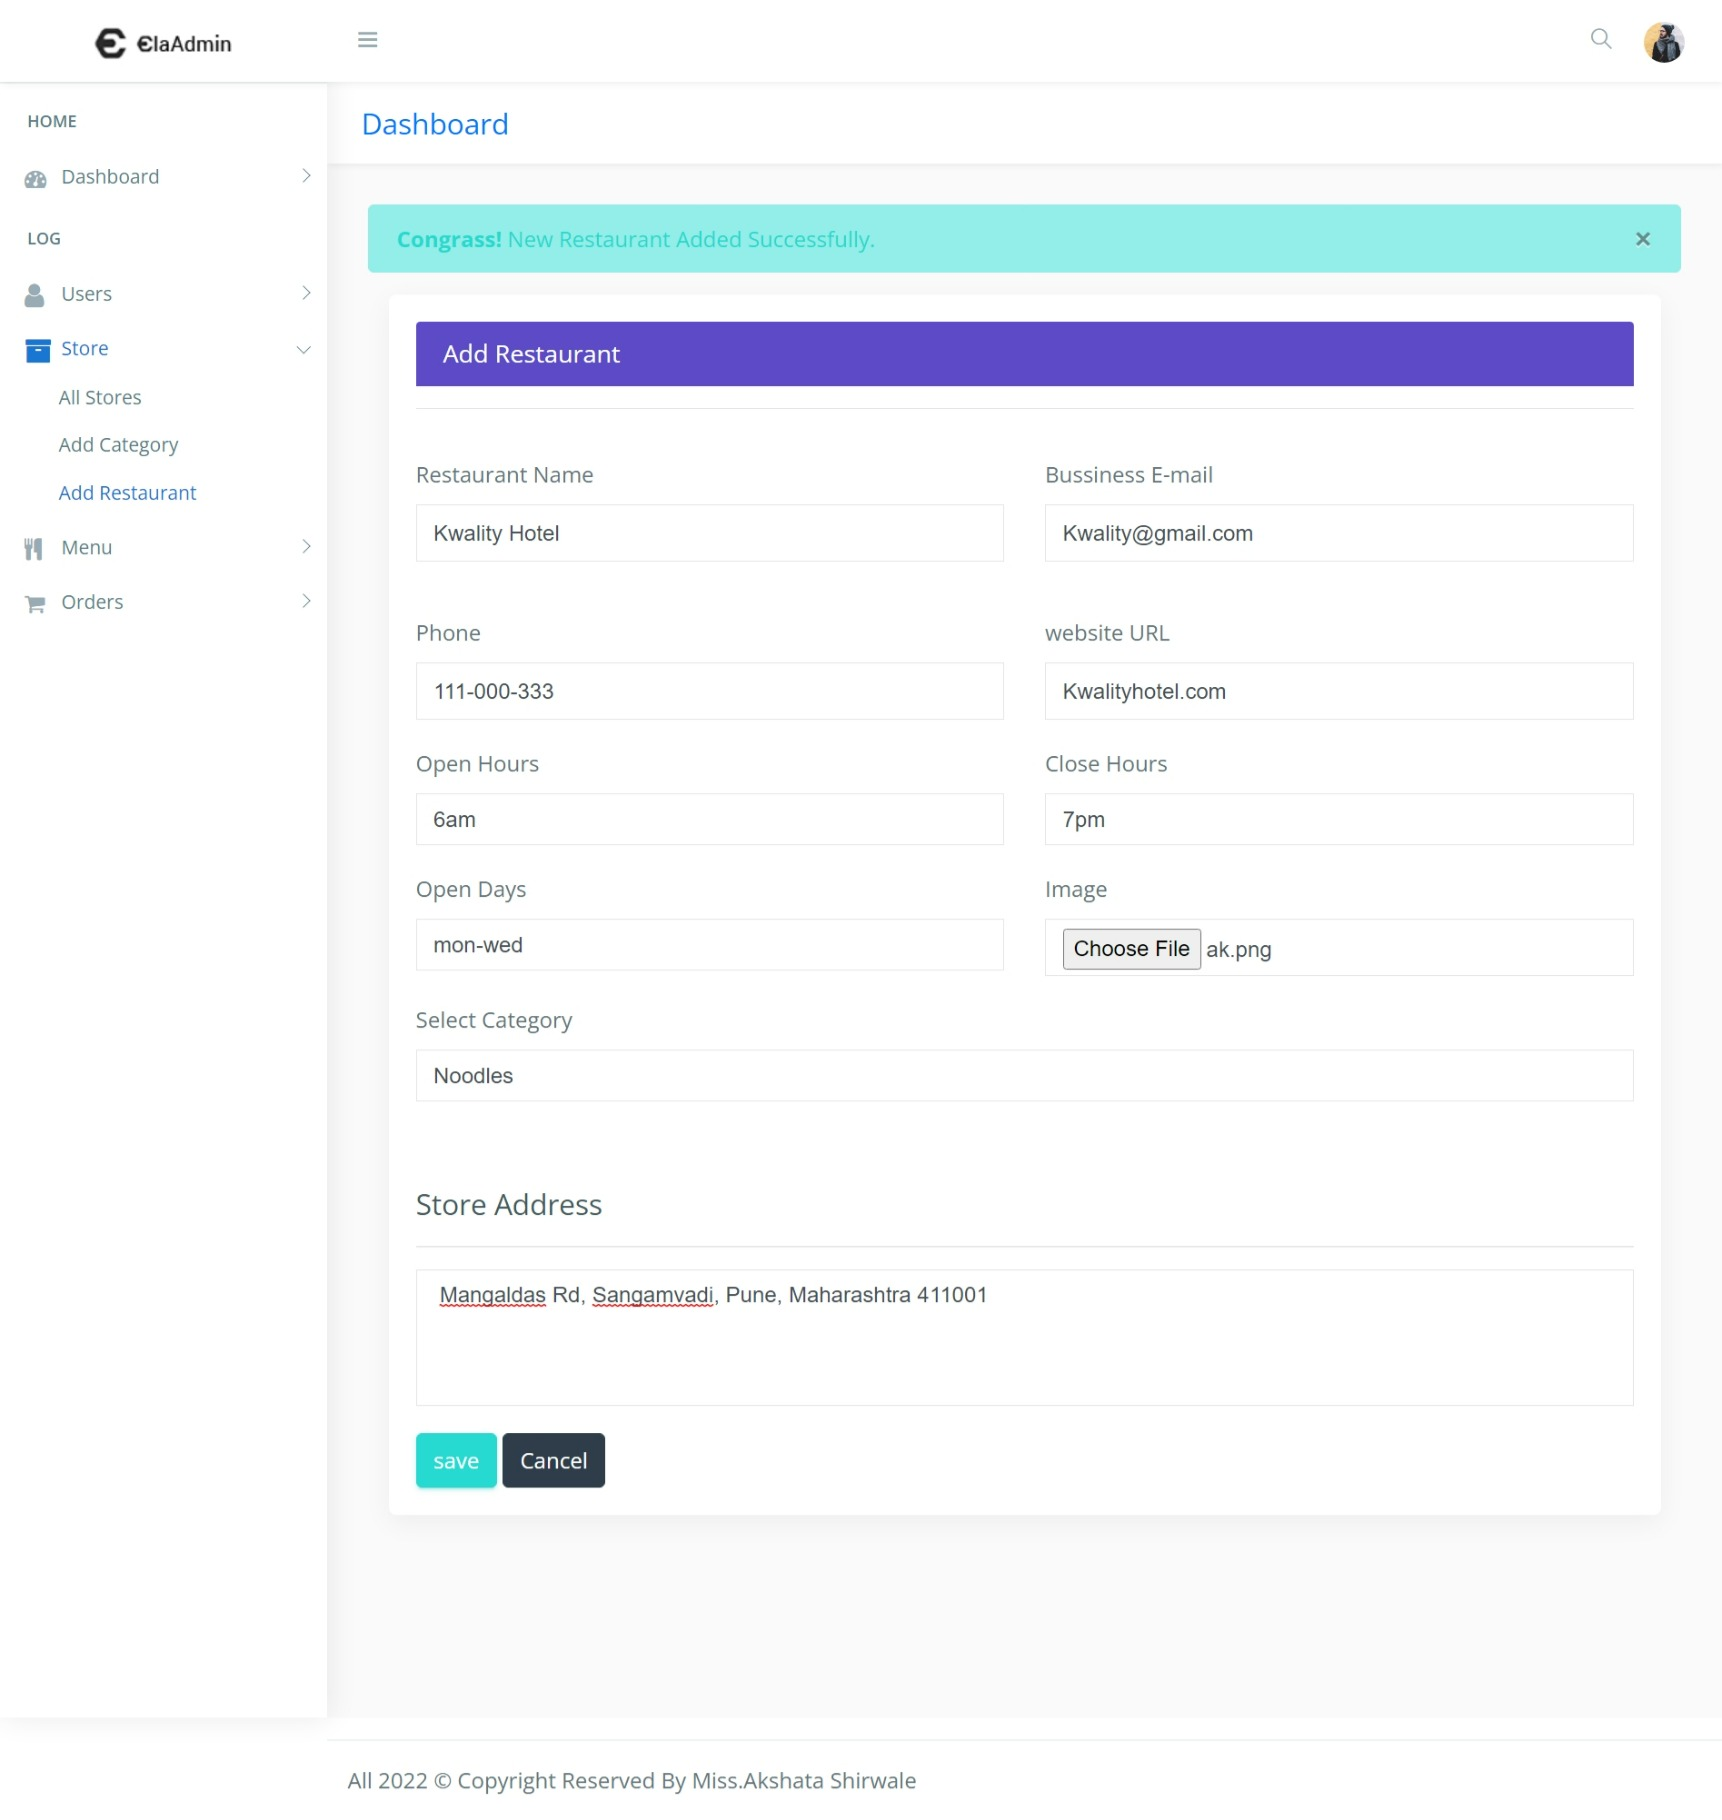 ElaAdmin
HOME
Dashboard
LOG
Users
Store
All Stores
Add Category
Add Restaurant
Menu
Orders
Dashboard
Congrass! New Restaurant Added Successfully.
Add Restaurant
Restaurant Name
Bussiness E-mail
Kwality Hotel
Kwality@gmail.com
Phone
website URL
111-000-333
Kwalityhotel.com
Open Hours
Close Hours
6am
7pm
Open Days
Image
mon-wed
Choose File ak.png
Select Category
Noodles
Store Address
Mangaldas Rd, Sangamvadi, Pune, Maharashtra 411001
save
Cancel
All 2022 © Copyright Reserved By Miss.Akshata Shirwale